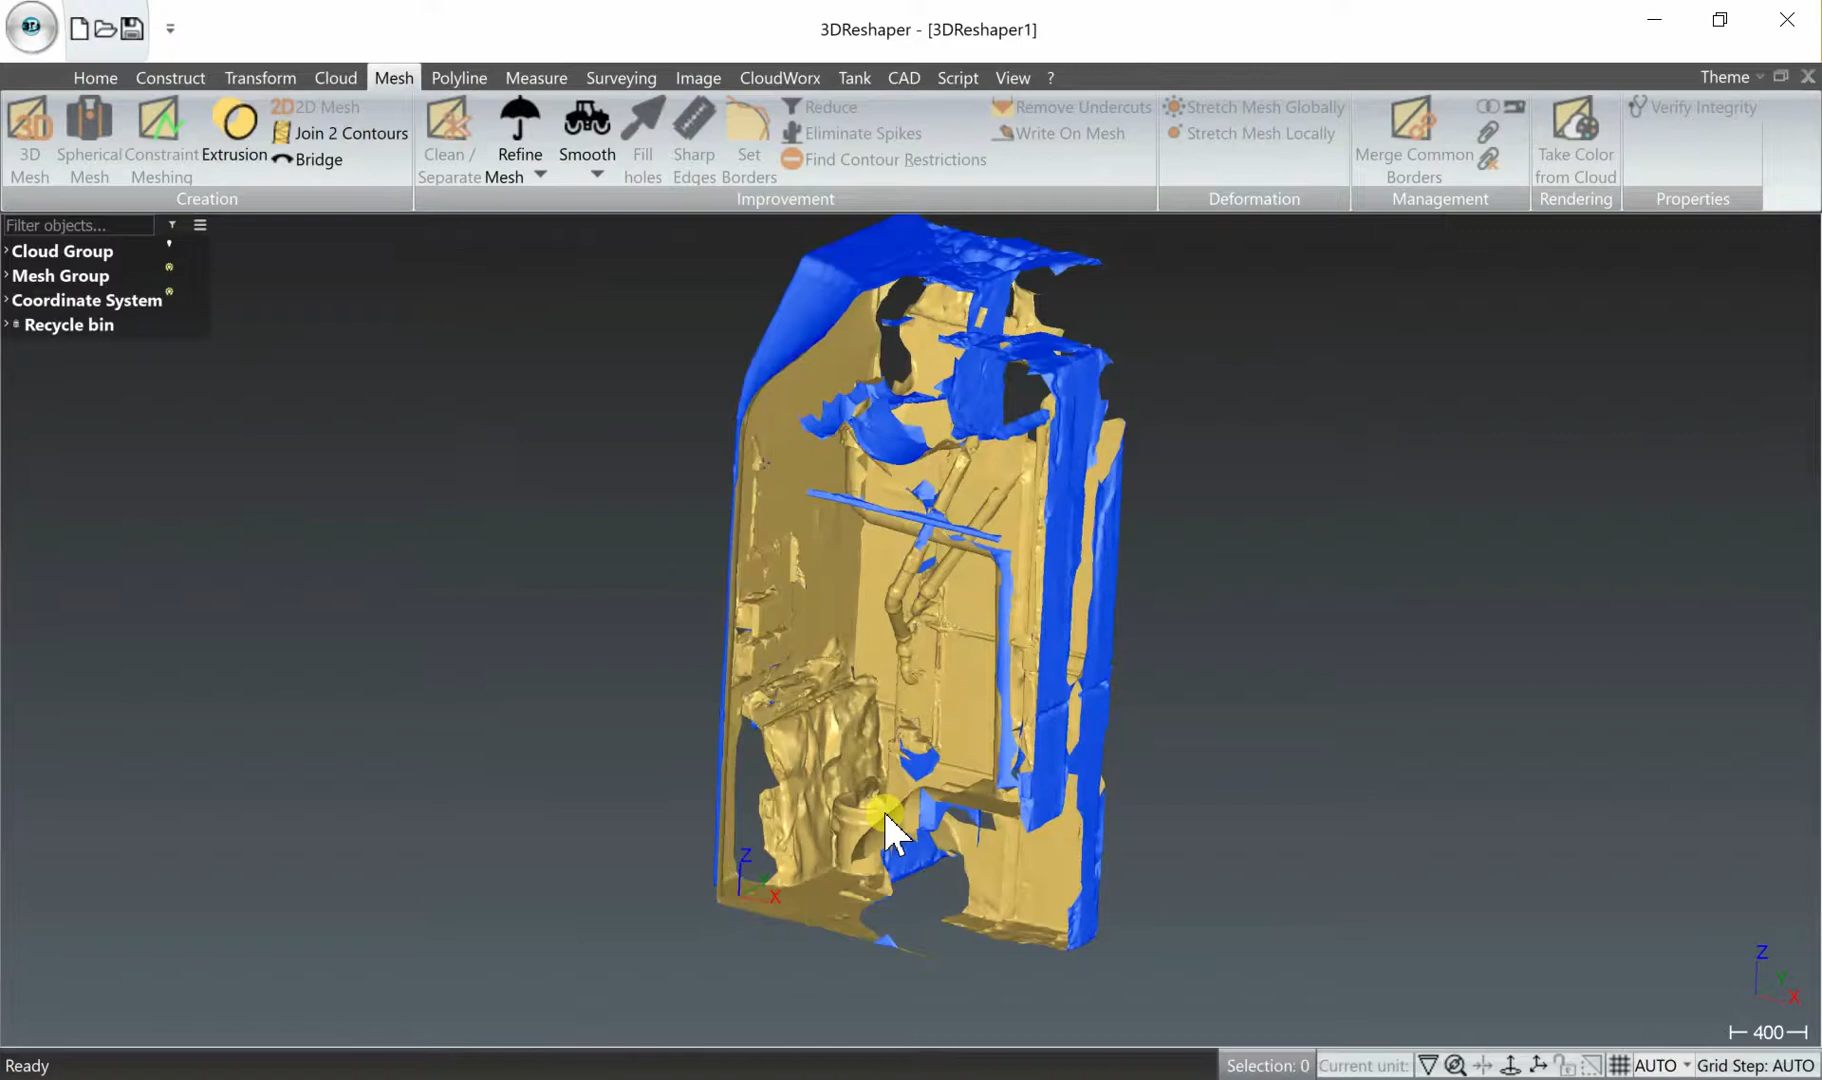 3DReshaper - [3DReshaper1]
Home Construct Transform Cloud Mesh Polyline Measure Surveying Image CloudWorx Tank CAD Script View ? Theme
3D Mesh
Spherical Mesh
Constraint Meshing
Extrusion
2D 2D Mesh
Join 2 Contours
Bridge
Creation
Clean / Separate
Refine Mesh
Smooth
Fill holes
Sharp Edges
Set Borders
Reduce
Eliminate Spikes
Find Contour Restrictions
Remove Undercuts
Write On Mesh
Improvement
Stretch Mesh Globally
Stretch Mesh Locally
Deformation
Merge Common Borders
Management
Take Color from Cloud
Rendering
Verify Integrity
Properties
Filter objects...
Cloud Group
Mesh Group
Coordinate System
Recycle bin
Z
Y
X
Z
Y
X
400
Ready Selection: 0 Current unit: AUTO Grid Step: AUTO